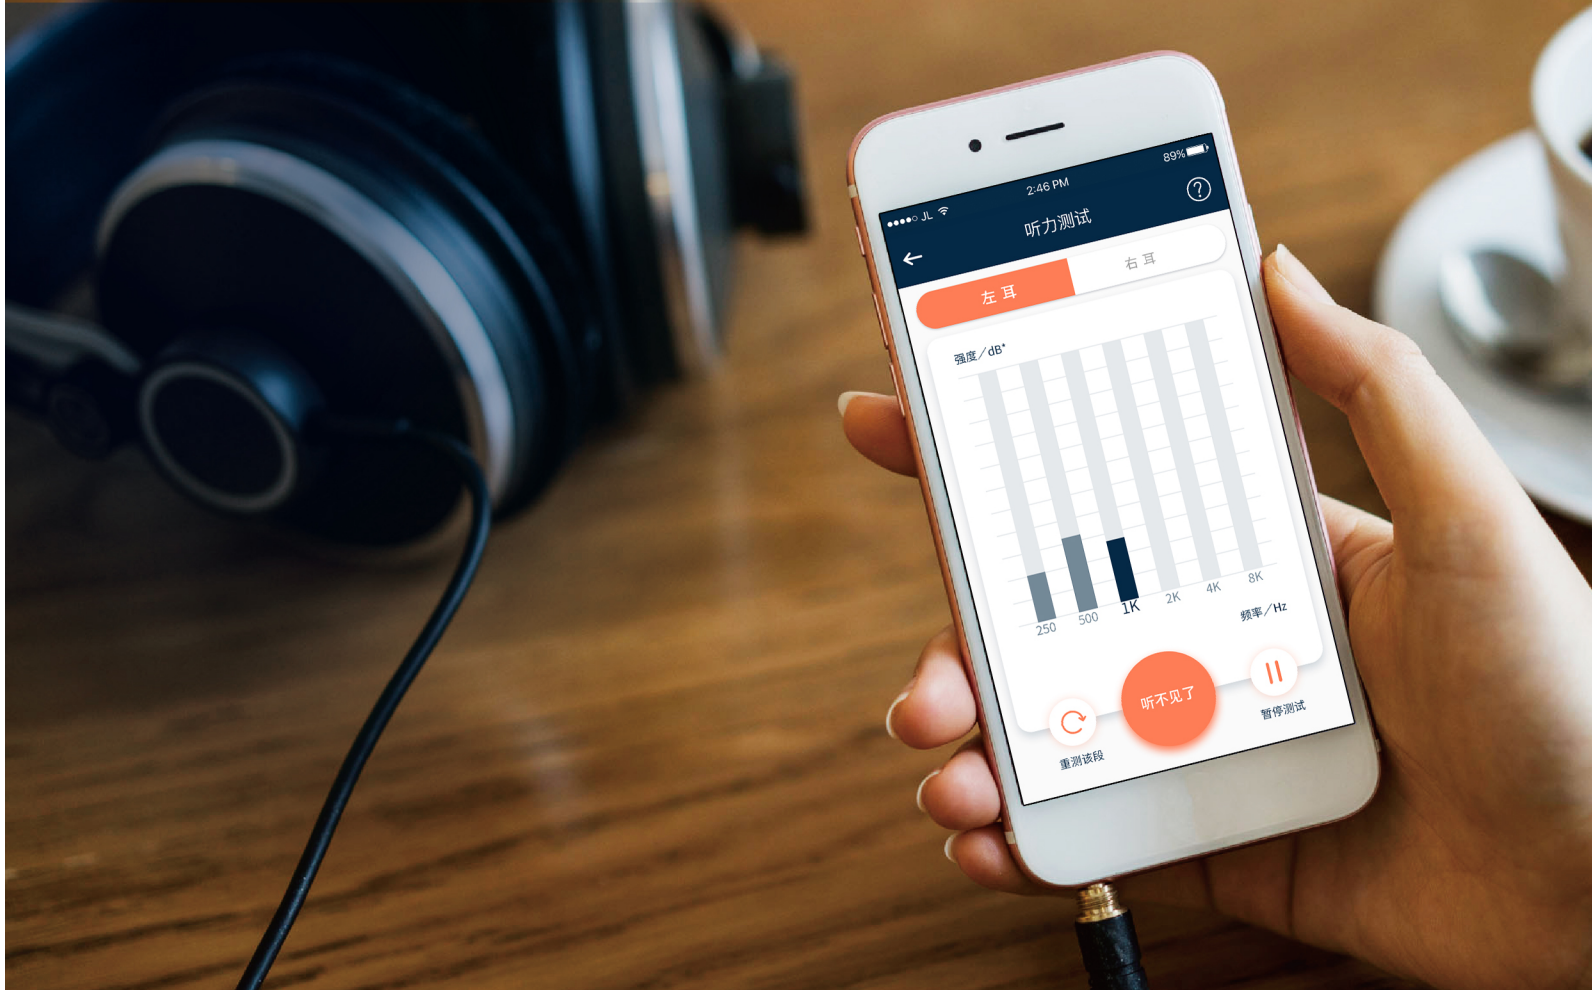 JL 2:46 PM 89%
听力测试
左耳 右耳
强度／dB*
250 500 1K 2K 4K 8K
频率／Hz
听不见了
重测该段
暂停测试